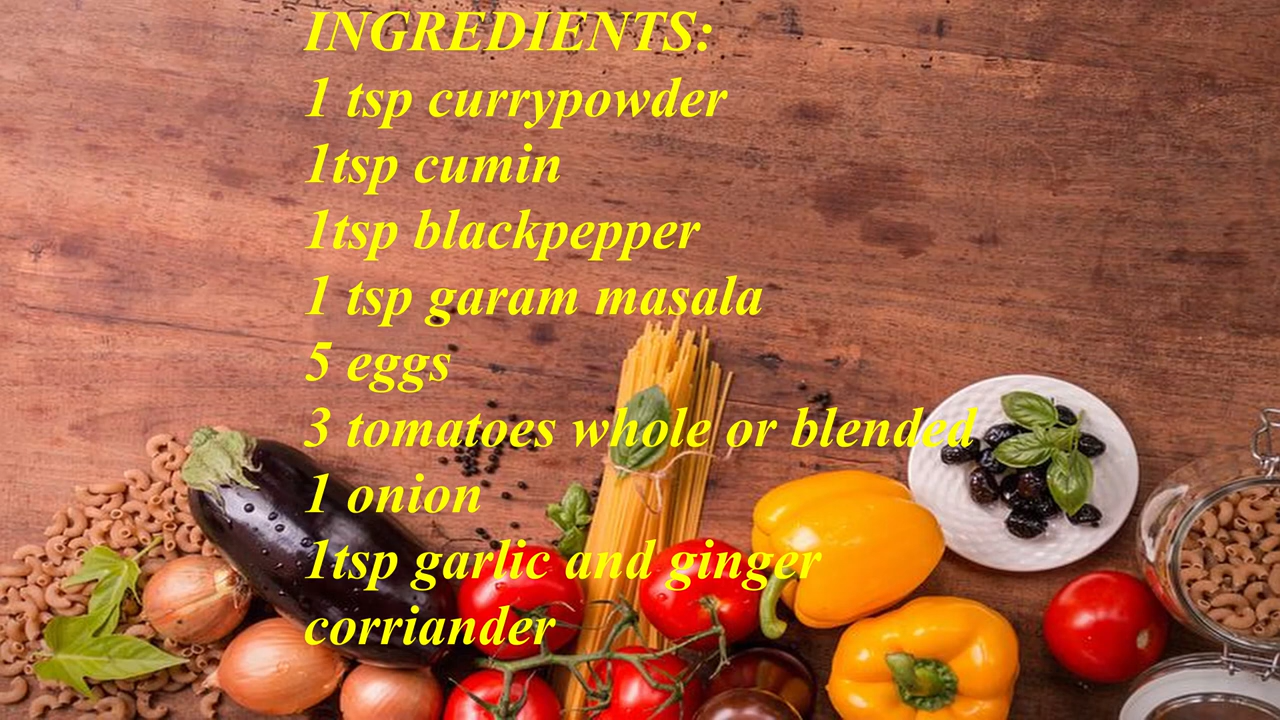 INGREDIENTS:
1 tsp currypowder
1tsp cumin
1tsp blackpepper
1 tsp garam masala
5 eggs
3 tomatoes whole or blended
1 onion
1tsp garlic and ginger
corriander